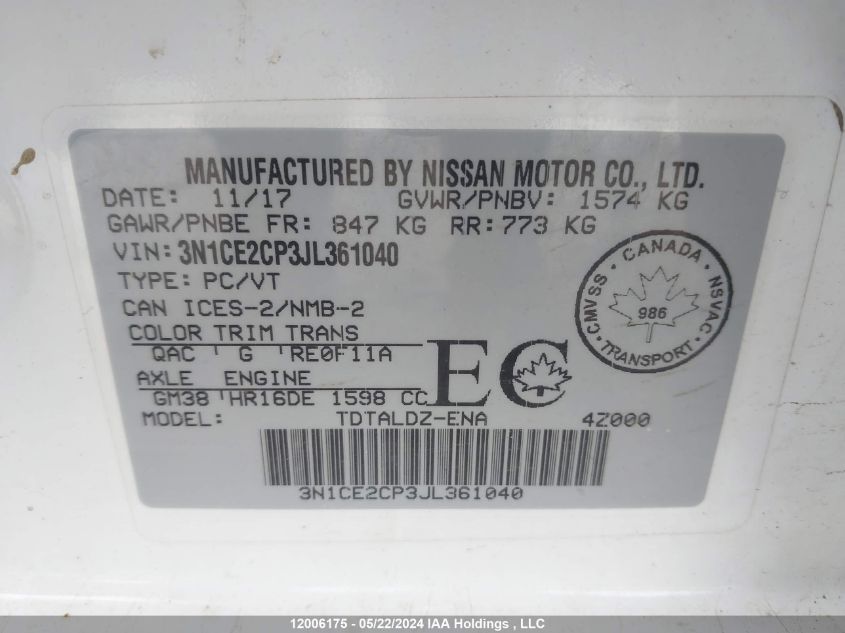 MANUFACTURED BY NISSAN MOTOR CO., LTD.
DATE: 11/17 GVWR/PNBV: 1574 KG
GAWR/PNBE FR: 847 KG RR: 773 KG
VIN: 3N1CE2CP3JL361040
TYPE: PC/VT
CAN ICES-2/NMB-2
COLOR TRIM TRANS
QAC G RE0F11A
AXLE ENGINE
GM38 HR16DE 1598 CC
EC
CMVSS • CANADA • NSVAC • TRANSPORT •
986
MODEL: TDTALDZ-ENA 4Z000
3N1CE2CP3JL361040
12006175 - 05/22/2024 IAA Holdings , LLC